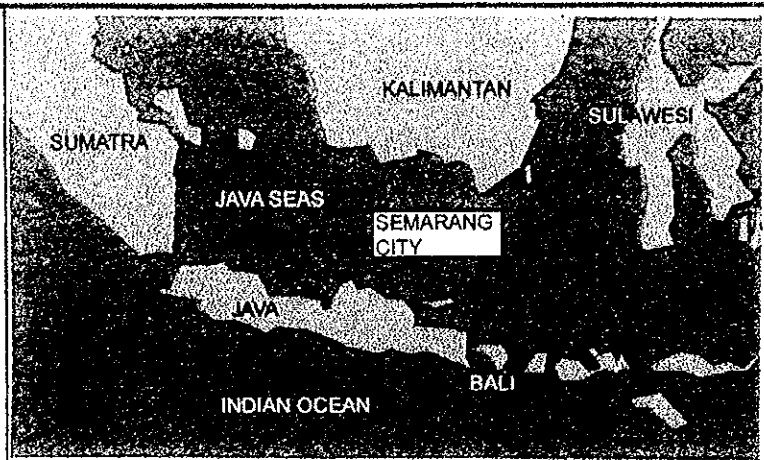 KALIMANTAN
SULAWESI
SUMATRA
JAVA SEAS
SEMARANG
CITY
JAVA
BALI
INDIAN OCEAN